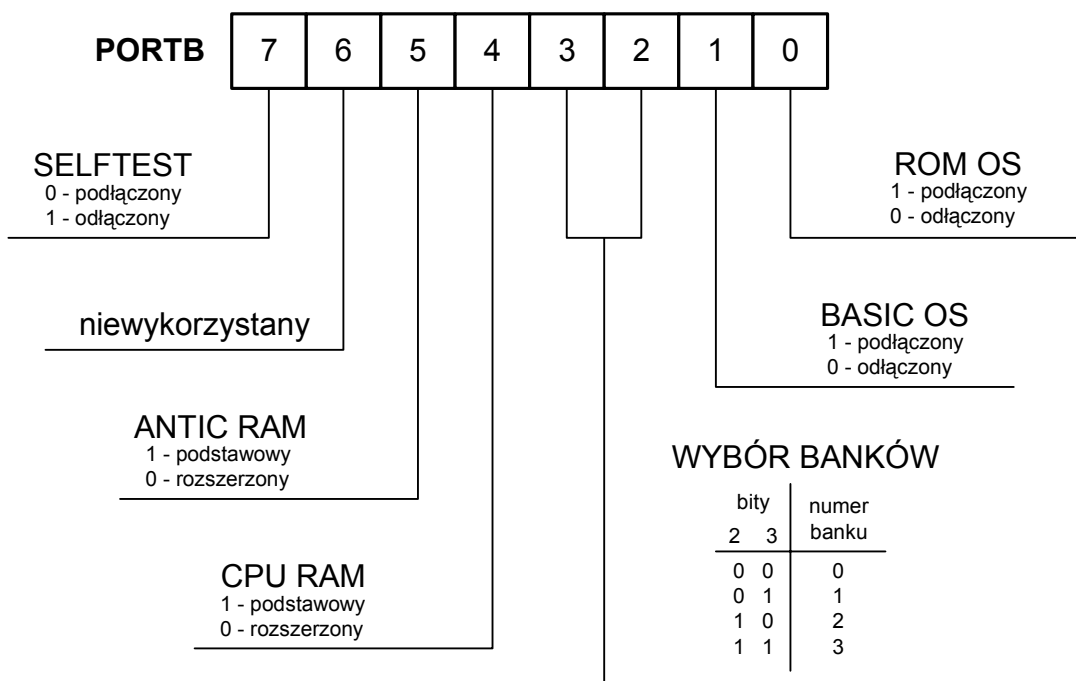 PORTB 7 6 5 4 3 2 1 0
SELFTEST
0 - podłączony
1 - odłączony
ROM OS
1 - podłączony
0 - odłączony
niewykorzystany
BASIC OS
1 - podłączony
0 - odłączony
ANTIC RAM
1 - podstawowy
0 - rozszerzony
CPU RAM
1 - podstawowy
0 - rozszerzony
WYBÓR BANKÓW
bity numer
2 3 banku
0 0 0
0 1 1
1 0 2
1 1 3